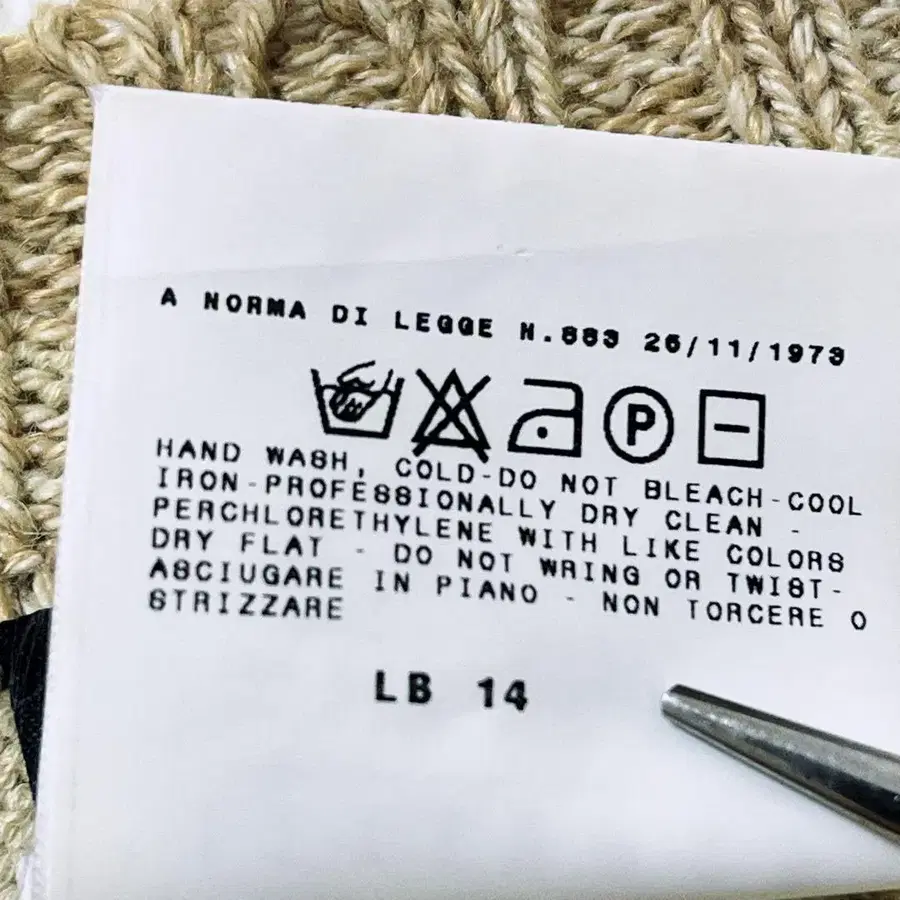 A NORMA DI LEGGE N.883 26/11/1973
P
HAND WASH, COLD-DO NOT BLEACH-COOL
IRON-PROFESSIONALLY DRY CLEAN -
PERCHLORETHYLENE WITH LIKE COLORS
DRY FLAT - DO NOT WRING OR TWIST-
ASCIUGARE IN PIANO - NON TORCERE O
STRIZZARE
LB 14